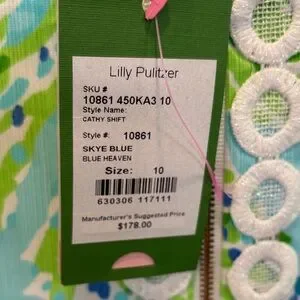 Lilly Pulitzer
SKU #
10861 450KA3 10
Style Name:
CATHY SHIFT
Style #: 10861
SKYE BLUE
BLUE HEAVEN
Size: 10
630306 117111
Manufacturer's Suggested Price
$178.00